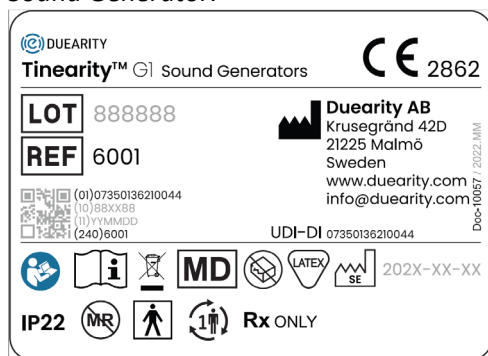 Sound Generator.
DUEARITY
Tinearity™ G1 Sound Generators
CE 2862
LOT 888888
REF 6001
Duearity AB
Krusegränd 42D
21225 Malmö
Sweden
www.duearity.com
info@duearity.com
Doc-10057 / 2022.MM
(01)07350136210044
(10)88XX88
(11)YYMMDD
(240)6001
UDI-DI 07350136210044
i MD LATEX SE 202X-XX-XX
IP22 MR 1 Rx ONLY